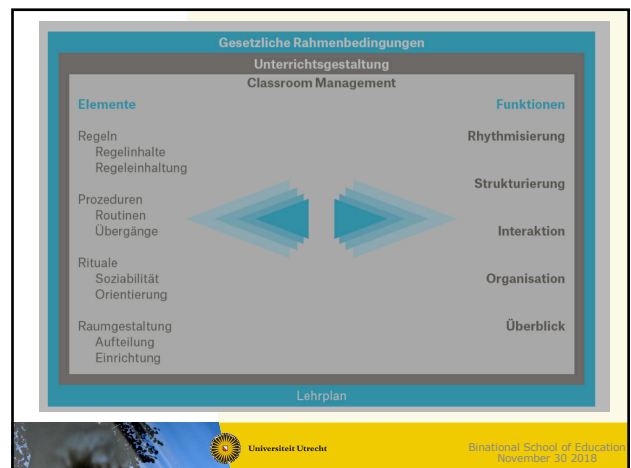 Gesetzliche Rahmenbedingungen
Unterrichtsgestaltung
Classroom Management
Elemente
Regeln
Regelinhalte
Regeleinhaltung
Prozeduren
Routinen
Übergänge
Rituale
Soziabilität
Orientierung
Raumgestaltung
Aufteilung
Einrichtung
Funktionen
Rhythmisierung
Strukturierung
Interaktion
Organisation
Überblick
Lehrplan
Universiteit Utrecht
Binational School of Education
November 30 2018